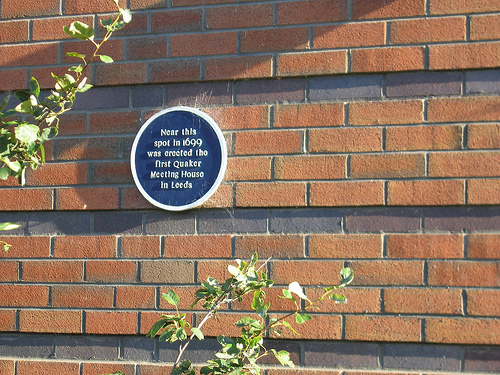 Near this
spot in 1699
was erected the
first Quaker
Meeting House
in Leeds